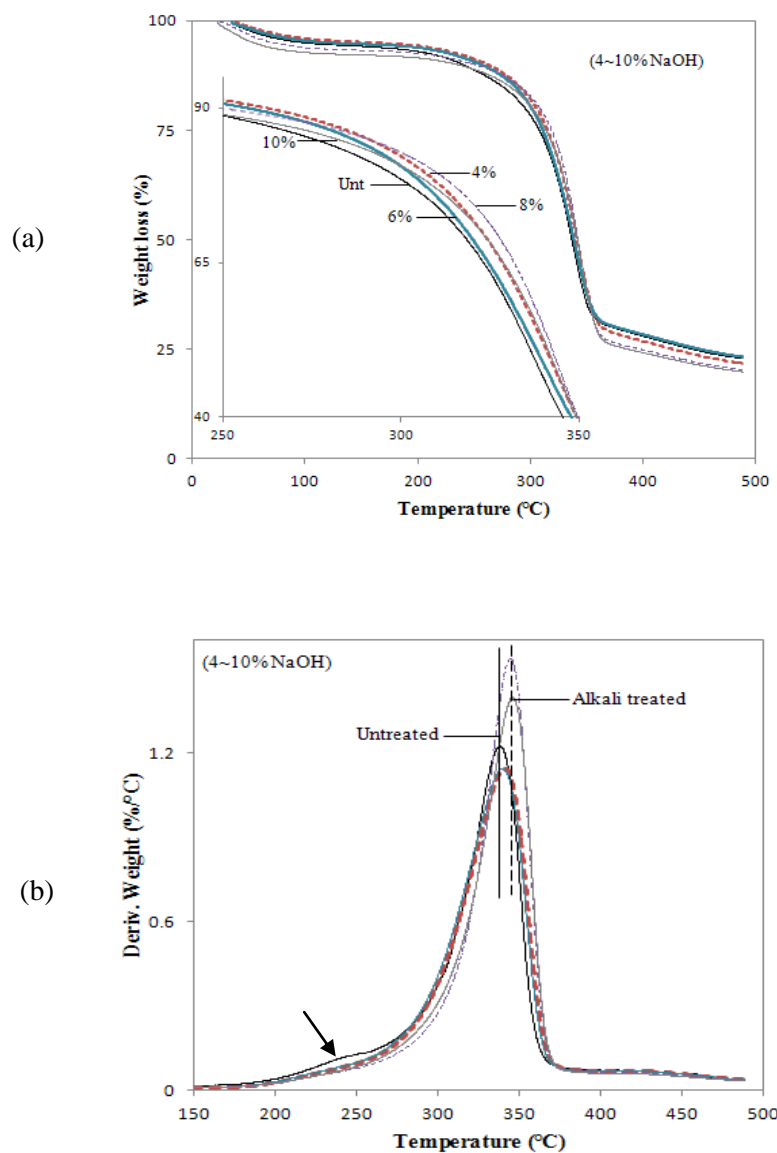 100
(4~10%NaOH)
90
75
10%
4%
Unt
8%
6%
(a)
Weight loss (%)
50
65
25
40
250
300
350
0
0
100
200
300
400
500
Temperature (°C)
(4~10%NaOH)
Alkali treated
Untreated
1.2
Deriv. Weight (%/°C)
(b)
0.6
0
150
200
250
300
350
400
450
500
Temperature (°C)